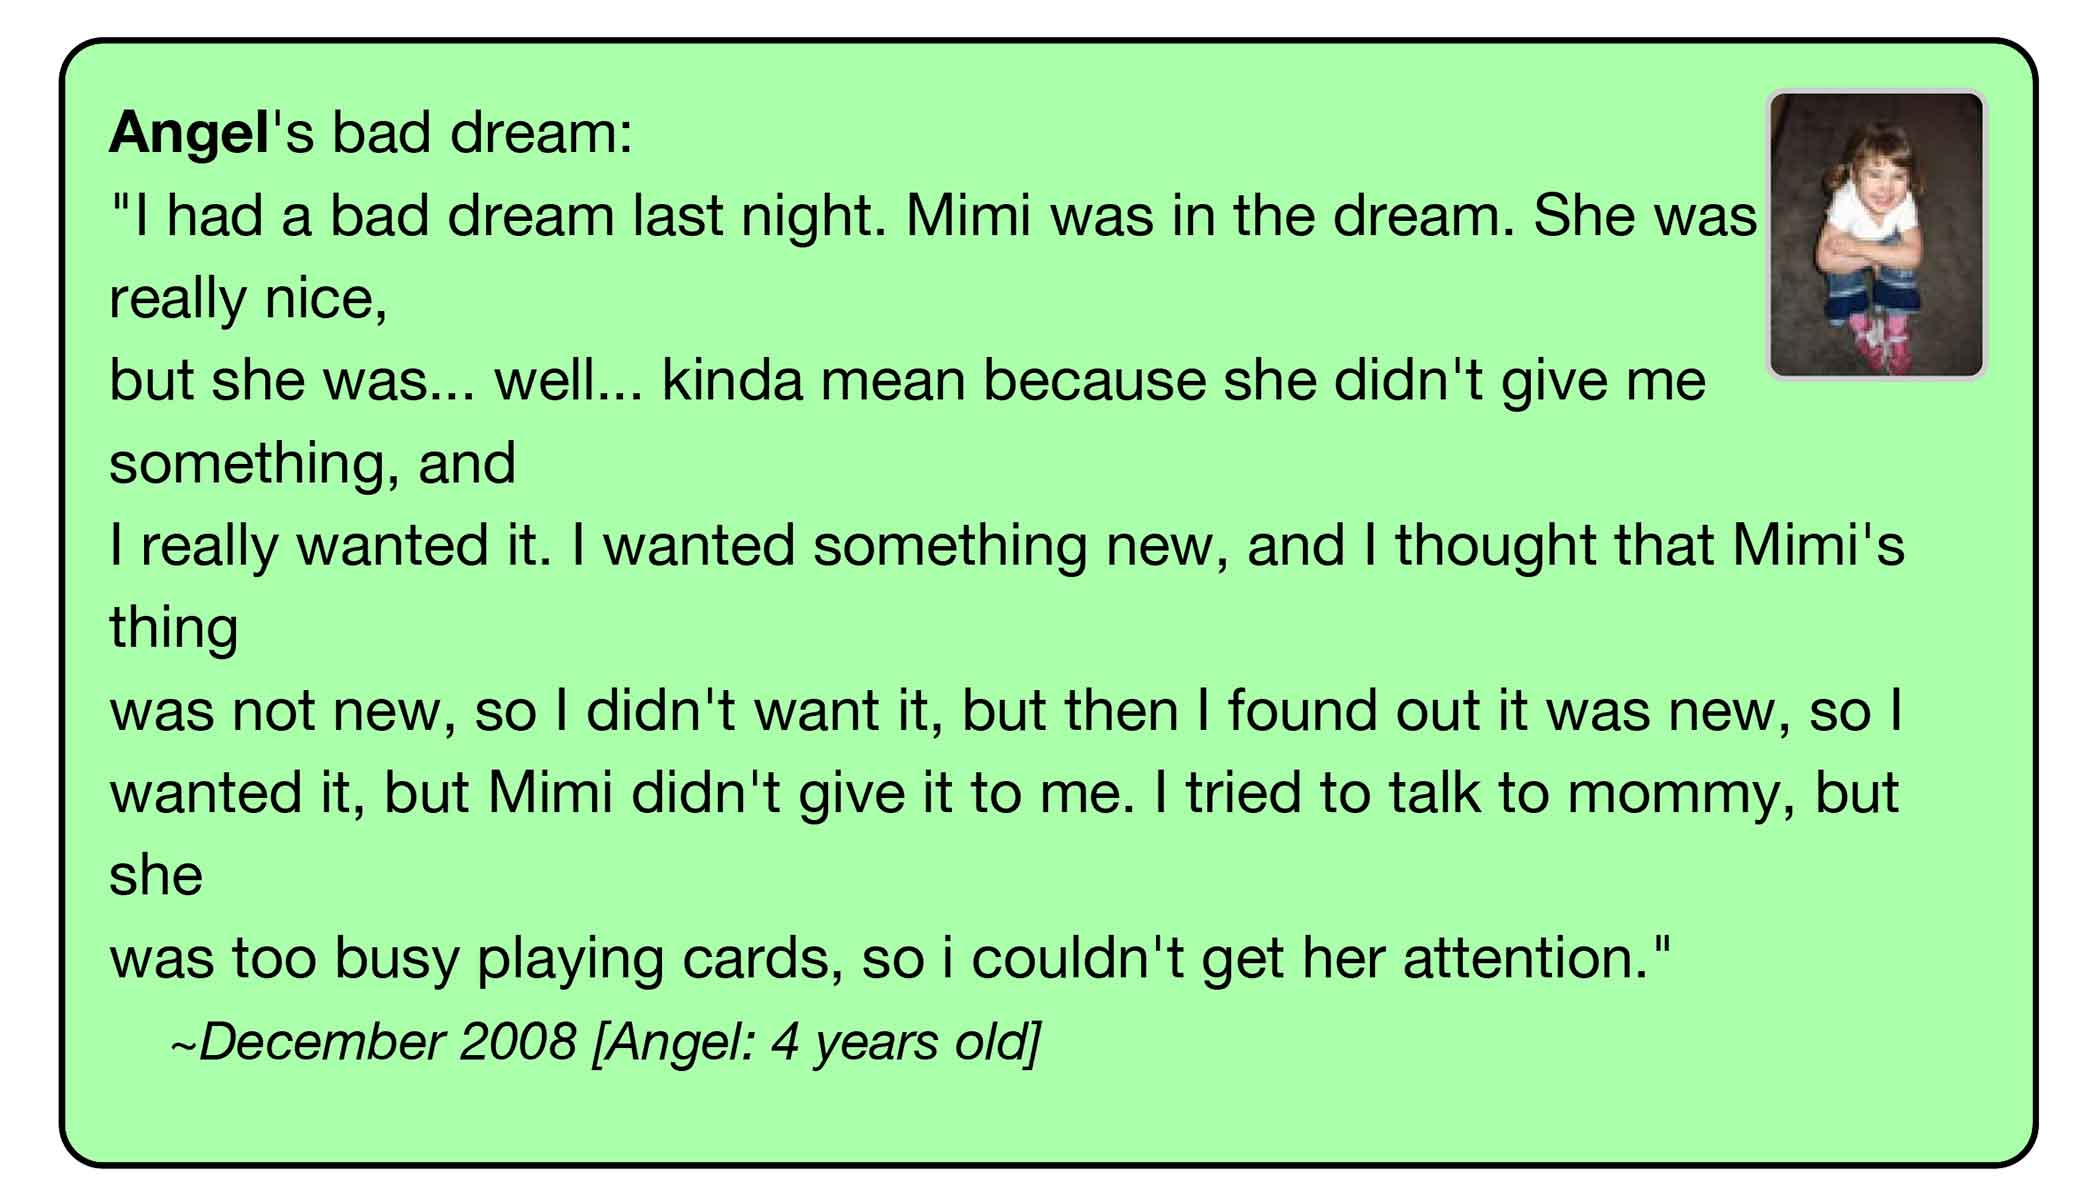 Angel's bad dream:
"I had a bad dream last night. Mimi was in the dream. She was
really nice,
but she was... well... kinda mean because she didn't give me
something, and
I really wanted it. I wanted something new, and I thought that Mimi's
thing
was not new, so I didn't want it, but then I found out it was new, so I
wanted it, but Mimi didn't give it to me. I tried to talk to mommy, but
she
was too busy playing cards, so i couldn't get her attention."
~December 2008 [Angel: 4 years old]